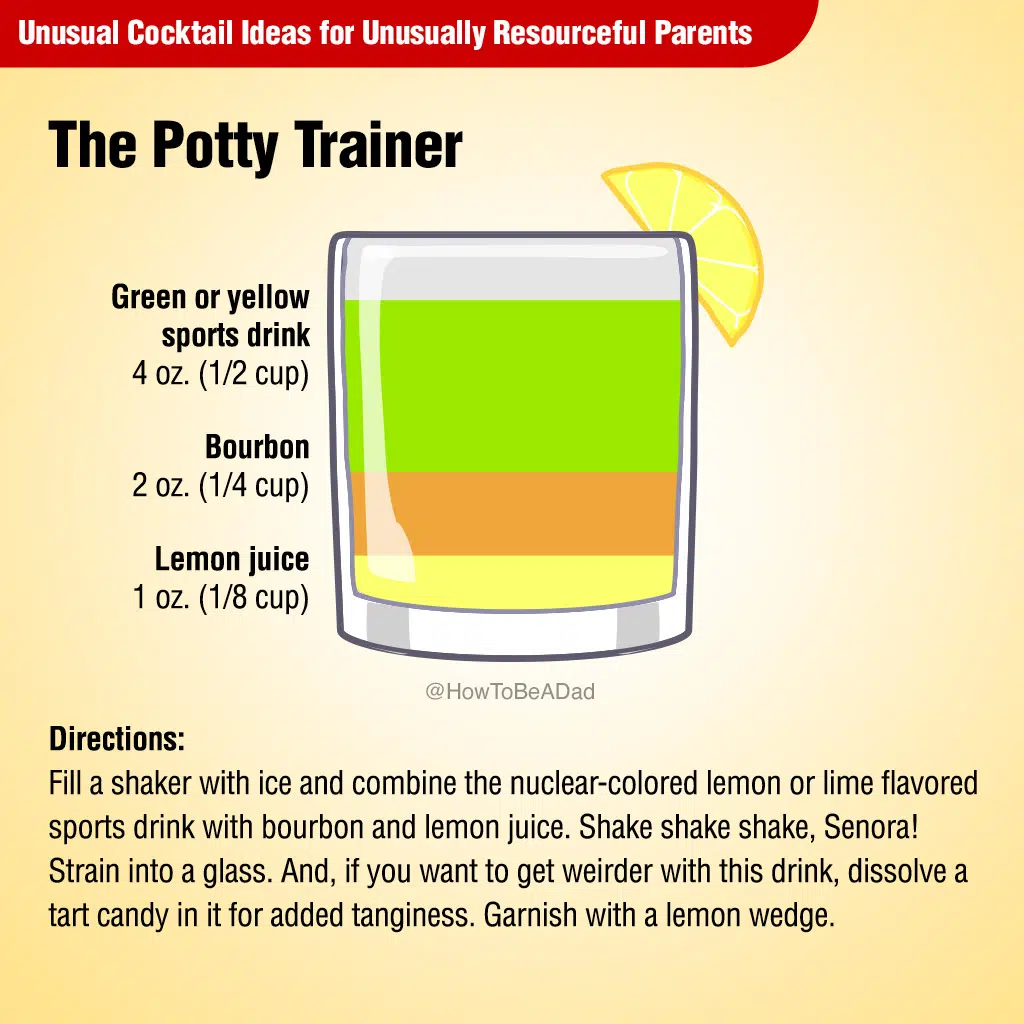 Unusual Cocktail Ideas for Unusually Resourceful Parents
The Potty Trainer
Green or yellow
sports drink
4 oz. (1/2 cup)
Bourbon
2 oz. (1/4 cup)
Lemon juice
1 oz. (1/8 cup)
@HowToBeADad
Directions:
Fill a shaker with ice and combine the nuclear-colored lemon or lime flavored
sports drink with bourbon and lemon juice. Shake shake shake, Senora!
Strain into a glass. And, if you want to get weirder with this drink, dissolve a
tart candy in it for added tanginess. Garnish with a lemon wedge.